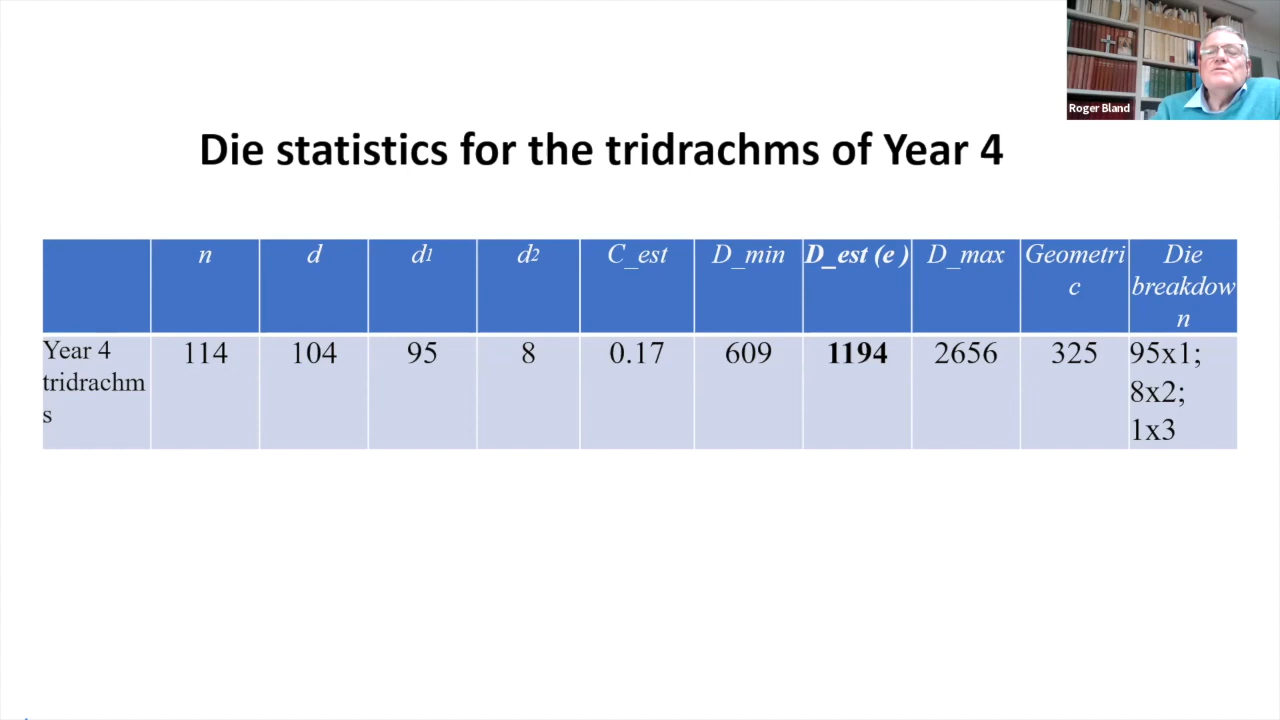 Roger Bland
Die statistics for the tridrachms of Year 4
n d d1 d2 C_est D_min D_est (e ) D_max Geometri
c Die
breakdow
n
Year 4
tridrachm
s 114 104 95 8 0.17 609 1194 2656 325 95x1;
8x2;
1x3